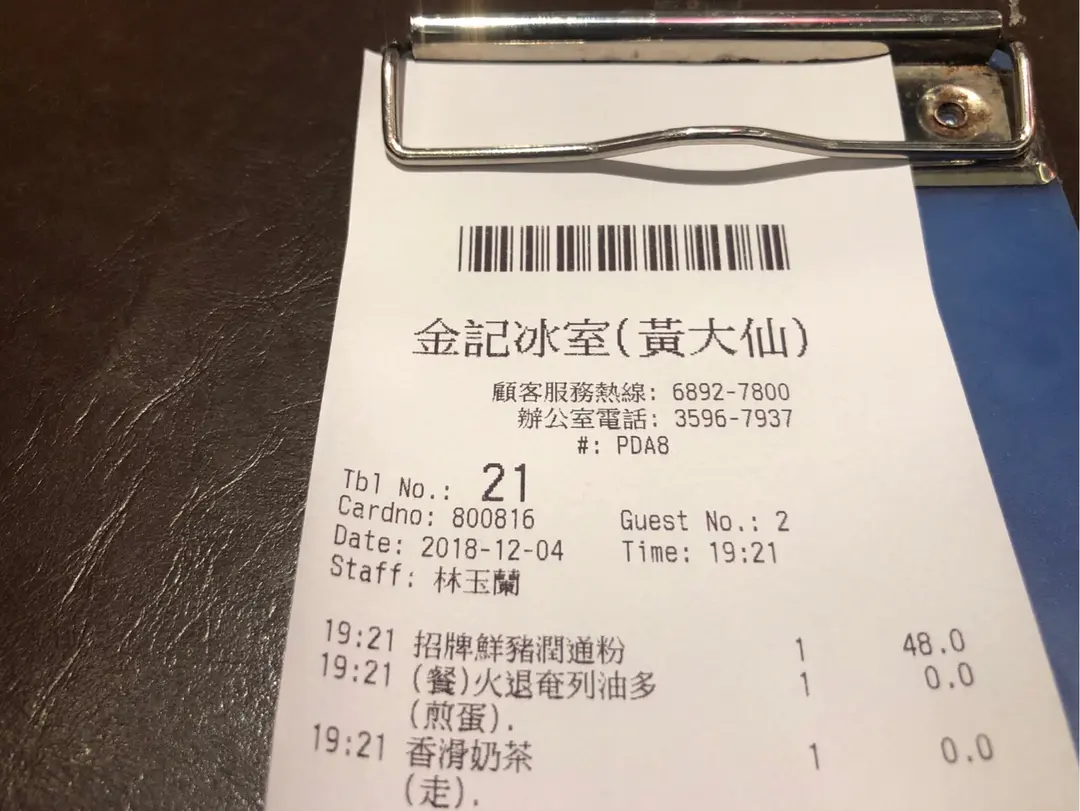 金記冰室(黃大仙)
顧客服務熱線: 6892-7800
辦公室電話: 3596-7937
#: PDA8
Tbl No.: 21
Cardno: 800816 Guest No.: 2
Date: 2018-12-04 Time: 19:21
Staff: 林玉蘭
19:21 招牌鮮豬潤通粉 1 48.0
19:21 (餐)火退奄列油多 1 0.0
(煎蛋).
19:21 香滑奶茶 1 0.0
(走).